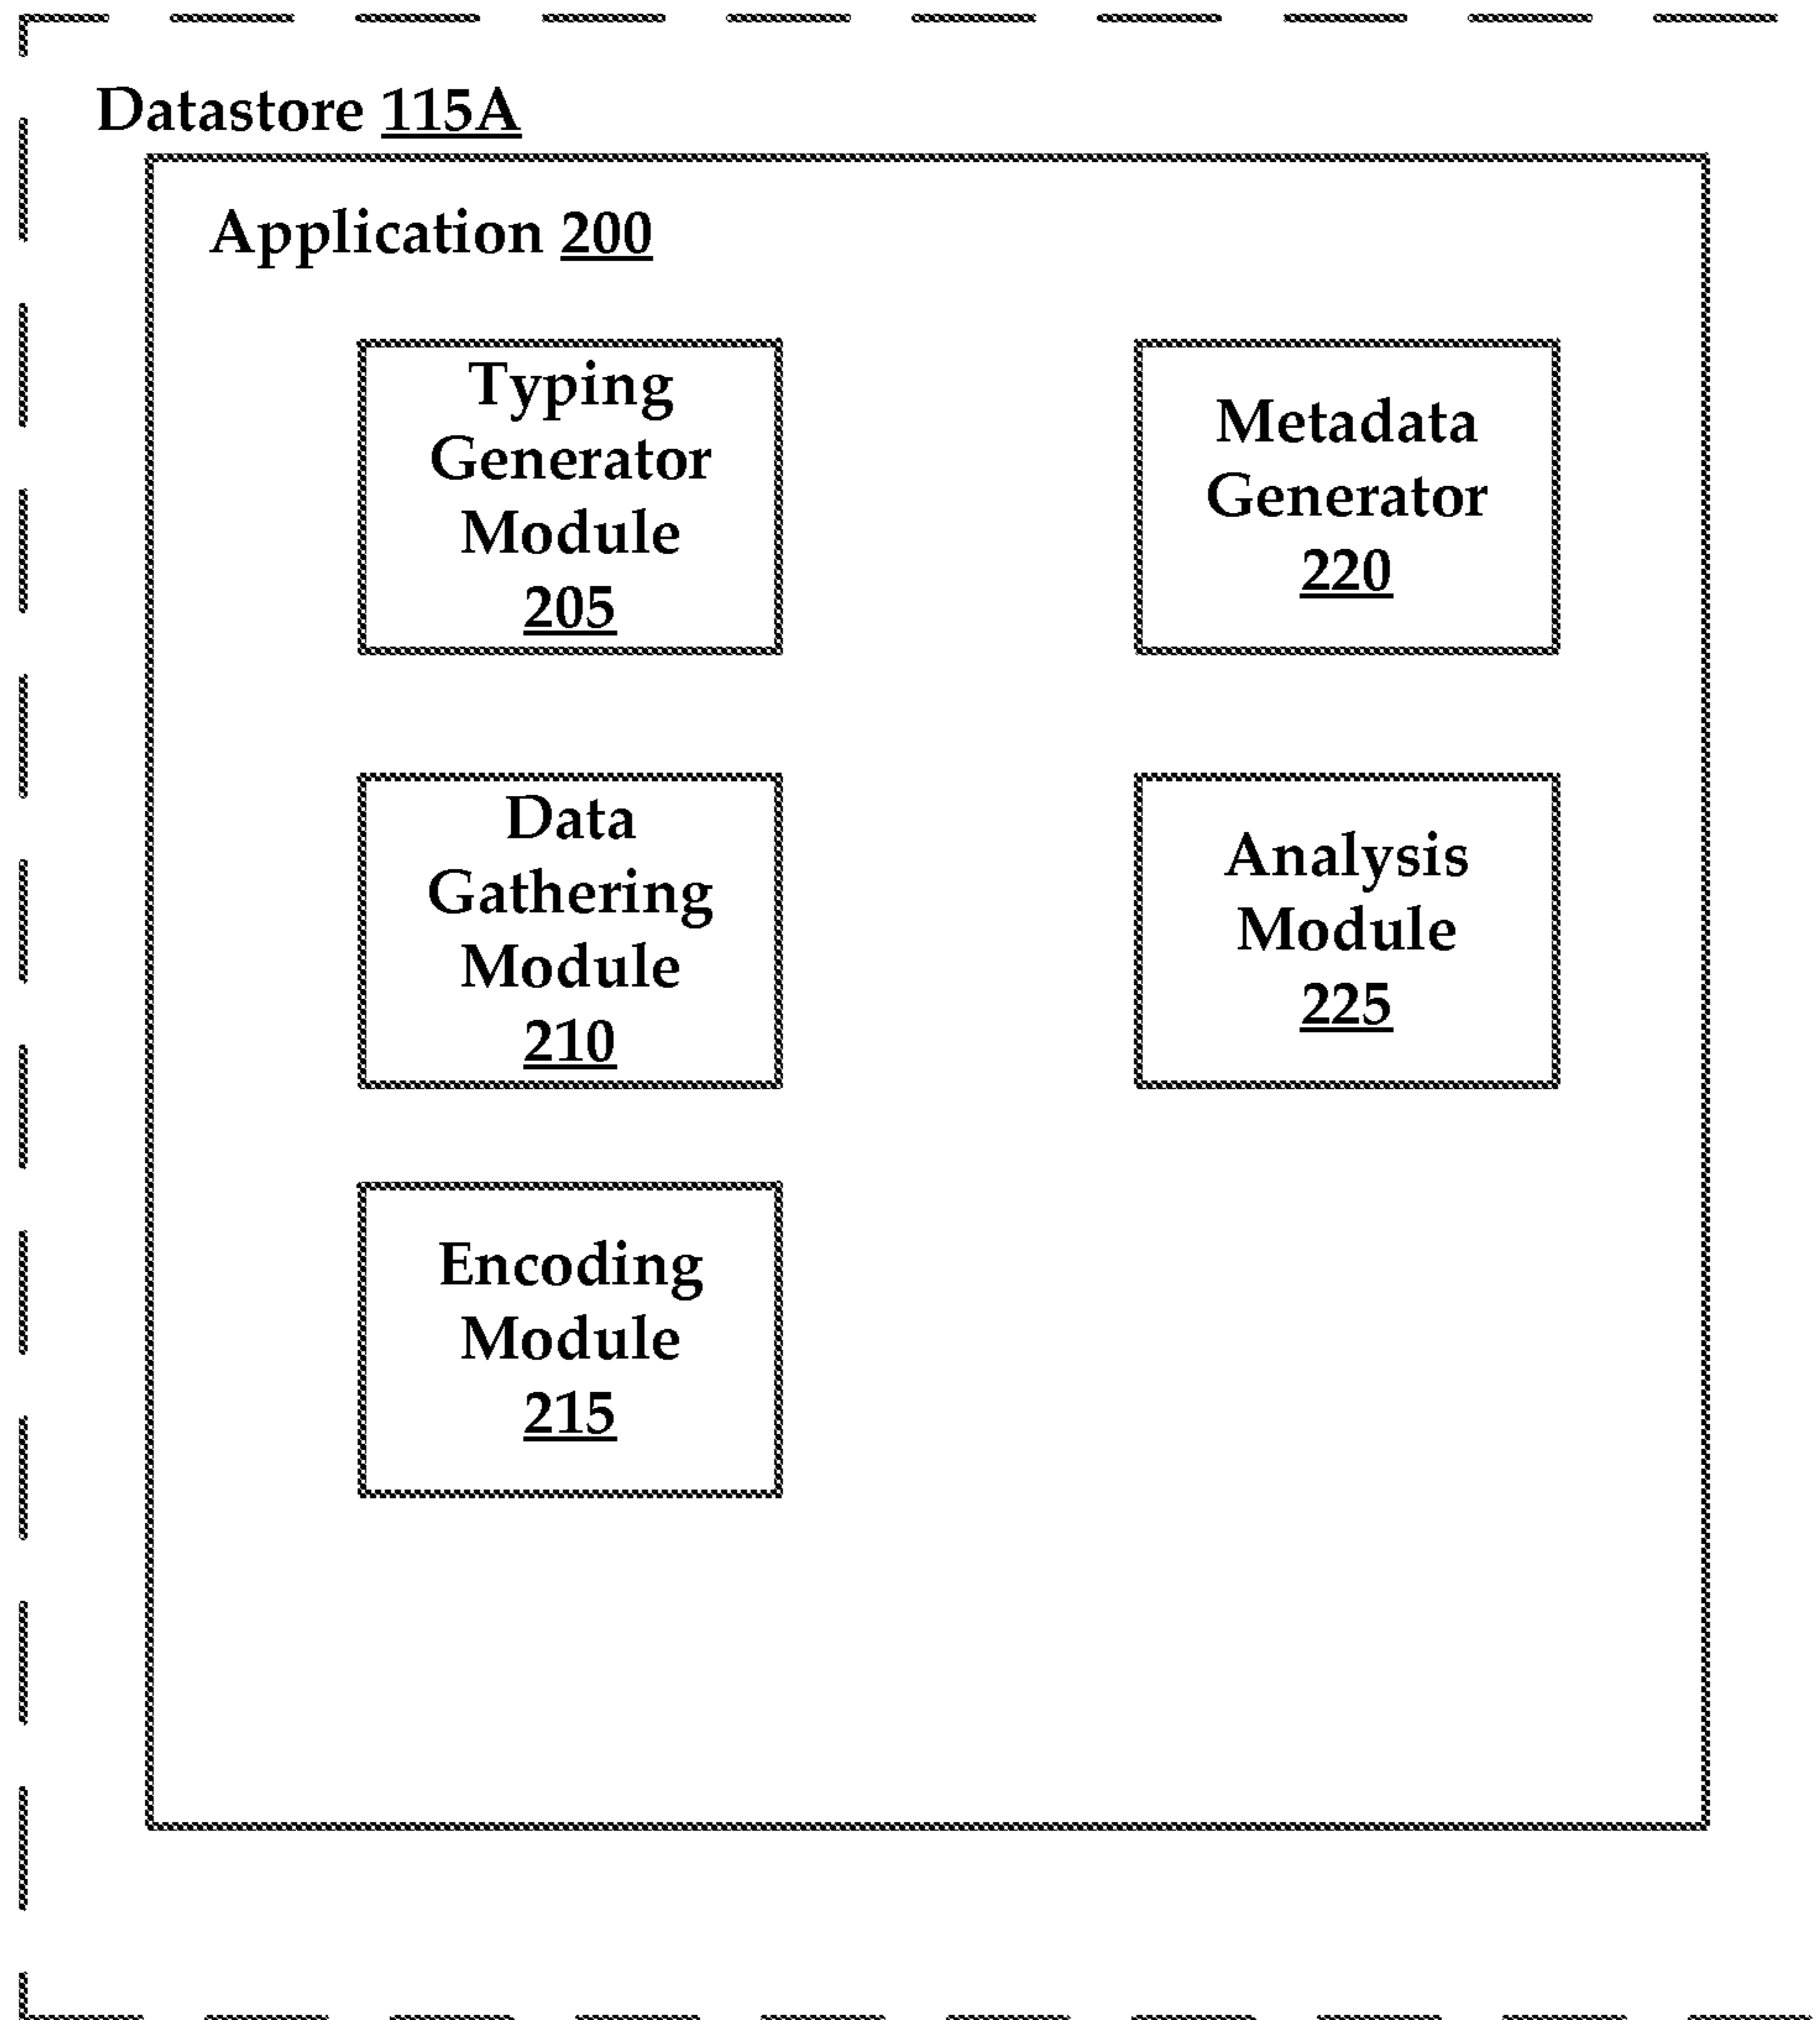 Datastore 115A
Application 200
Typing
Generator
Module
205
Metadata
Generator
220
Data
Gathering
Module
210
Analysis
Module
225
Encoding
Module
215